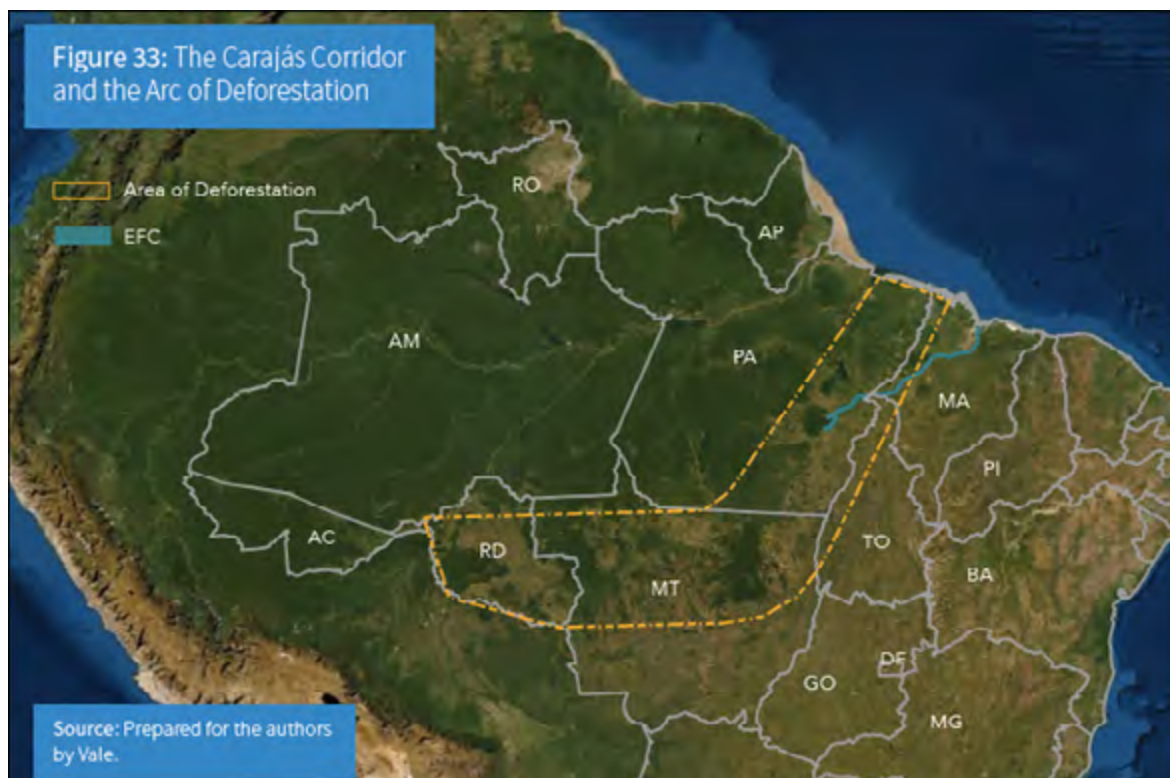 Figure 33: The Carajás Corridor
and the Arc of Deforestation
Area of Deforestation
EFC
RO
AP
AM
PA
MA
PI
AC
RD
MT
TO
BA
DF
GO
MG
Source: Prepared for the authors
by Vale.